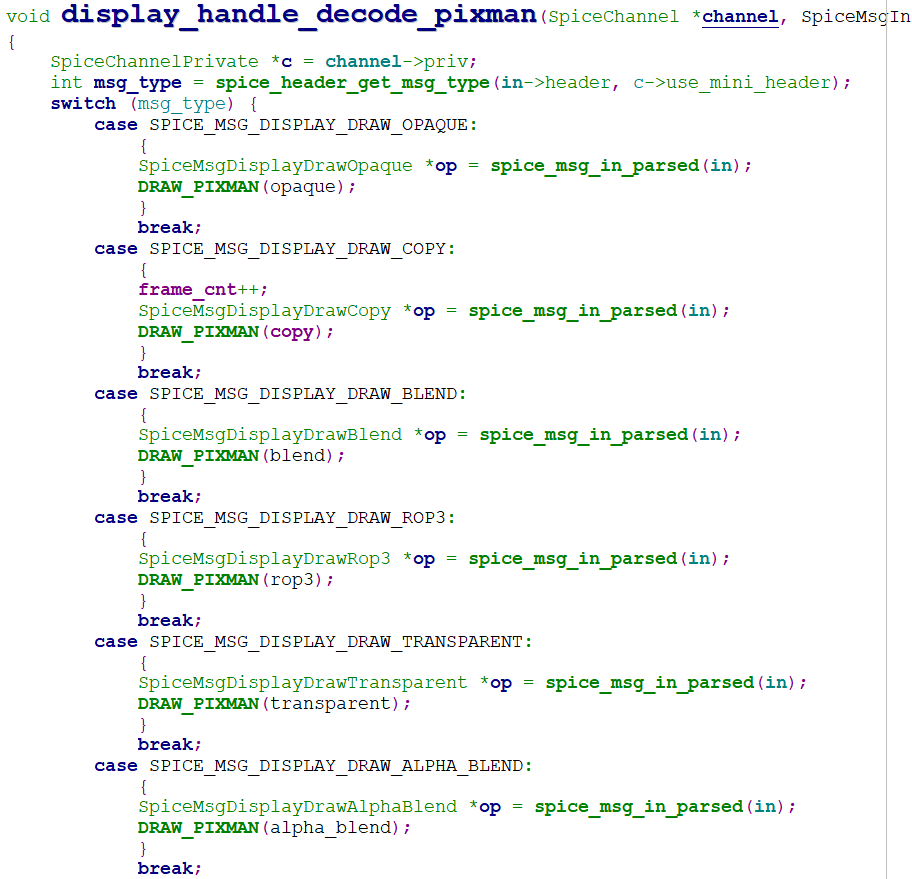 void display_handle_decode_pixman(SpiceChannel *channel, SpiceMsgIn
{
    SpiceChannelPrivate *c = channel->priv;
    int msg_type = spice_header_get_msg_type(in->header, c->use_mini_header);
    switch (msg_type) {
        case SPICE_MSG_DISPLAY_DRAW_OPAQUE:
            {
            SpiceMsgDisplayDrawOpaque *op = spice_msg_in_parsed(in);
            DRAW_PIXMAN(opaque);
            }
            break;
        case SPICE_MSG_DISPLAY_DRAW_COPY:
            {
            frame_cnt++;
            SpiceMsgDisplayDrawCopy *op = spice_msg_in_parsed(in);
            DRAW_PIXMAN(copy);
            }
            break;
        case SPICE_MSG_DISPLAY_DRAW_BLEND:
            {
            SpiceMsgDisplayDrawBlend *op = spice_msg_in_parsed(in);
            DRAW_PIXMAN(blend);
            }
            break;
        case SPICE_MSG_DISPLAY_DRAW_ROP3:
            {
            SpiceMsgDisplayDrawRop3 *op = spice_msg_in_parsed(in);
            DRAW_PIXMAN(rop3);
            }
            break;
        case SPICE_MSG_DISPLAY_DRAW_TRANSPARENT:
            {
            SpiceMsgDisplayDrawTransparent *op = spice_msg_in_parsed(in);
            DRAW_PIXMAN(transparent);
            }
            break;
        case SPICE_MSG_DISPLAY_DRAW_ALPHA_BLEND:
            {
            SpiceMsgDisplayDrawAlphaBlend *op = spice_msg_in_parsed(in);
            DRAW_PIXMAN(alpha_blend);
            }
            break;